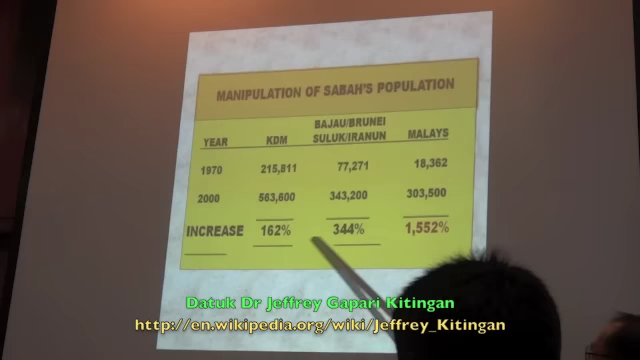 MANIPULATION OF SABAH'S POPULATION
YEAR KDM BAJAU/BRUNEI SULUK/IRANUN MALAYS
1970 215,811 77,271 18,362
2000 563,600 343,200 303,500
INCREASE 162% 344% 1,552%
Datuk Dr Jeffrey Gapari Kitingan
http://en.wikipedia.org/wiki/Jeffrey_Kitingan